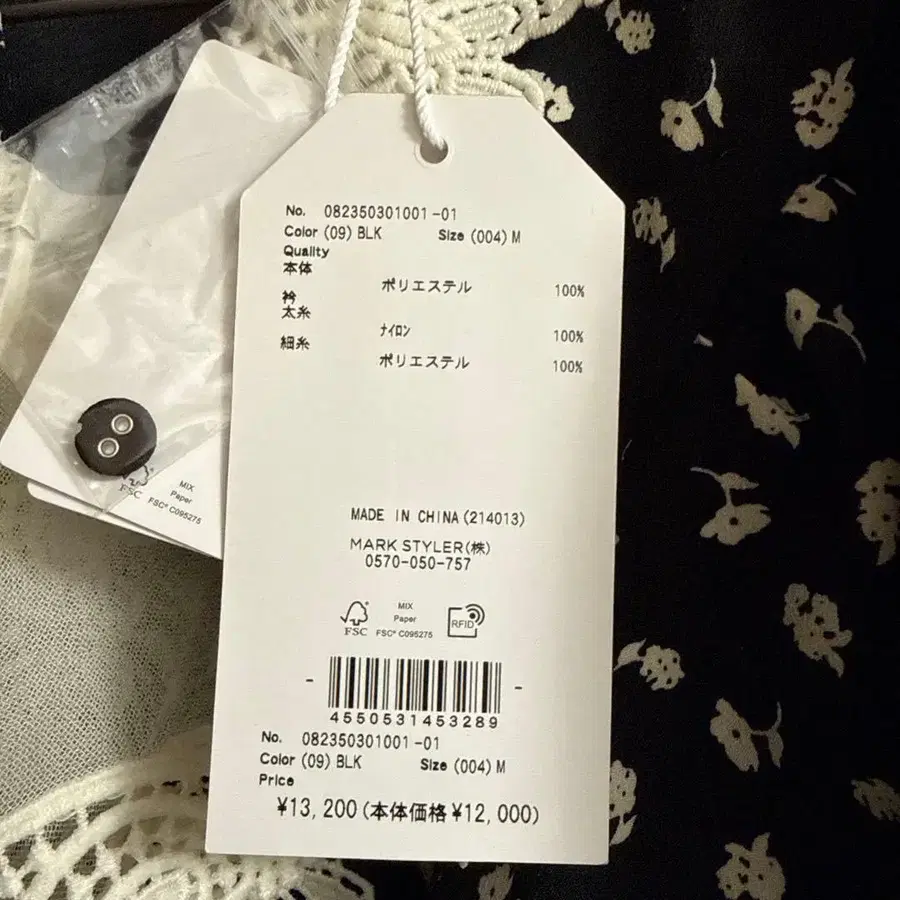 No. 082350301001-01
Color (09) BLK Size (004) M
Quality
本体
ポリエステル 100%
衿
太糸
ナイロン 100%
細糸
ポリエステル 100%
MADE IN CHINA (214013)
MARK STYLER(株)
0570-050-757
FSC
MIX
Paper
FSC® C095275
RFID
4550531453289
No. 082350301001-01
Color (09) BLK Size (004) M
Price
¥13,200(本体価格¥12,000)
FSC
MIX
Paper
FSC® C095275